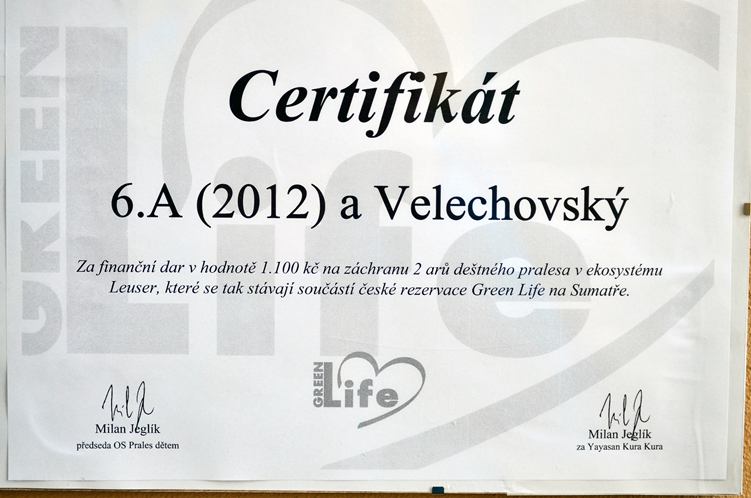 Certifikát
6.A (2012) a Velechovský
Za finanční dar v hodnotě 1.100 kč na záchranu 2 arů deštného pralesa v ekosystému
Leuser, které se tak stávají součástí české rezervace Green Life na Sumatře.
GREEN
Life
Milan Jeglík
předseda OS Prales dětem
Milan Jeglík
za Yayasan Kura Kura
GREEN
Life